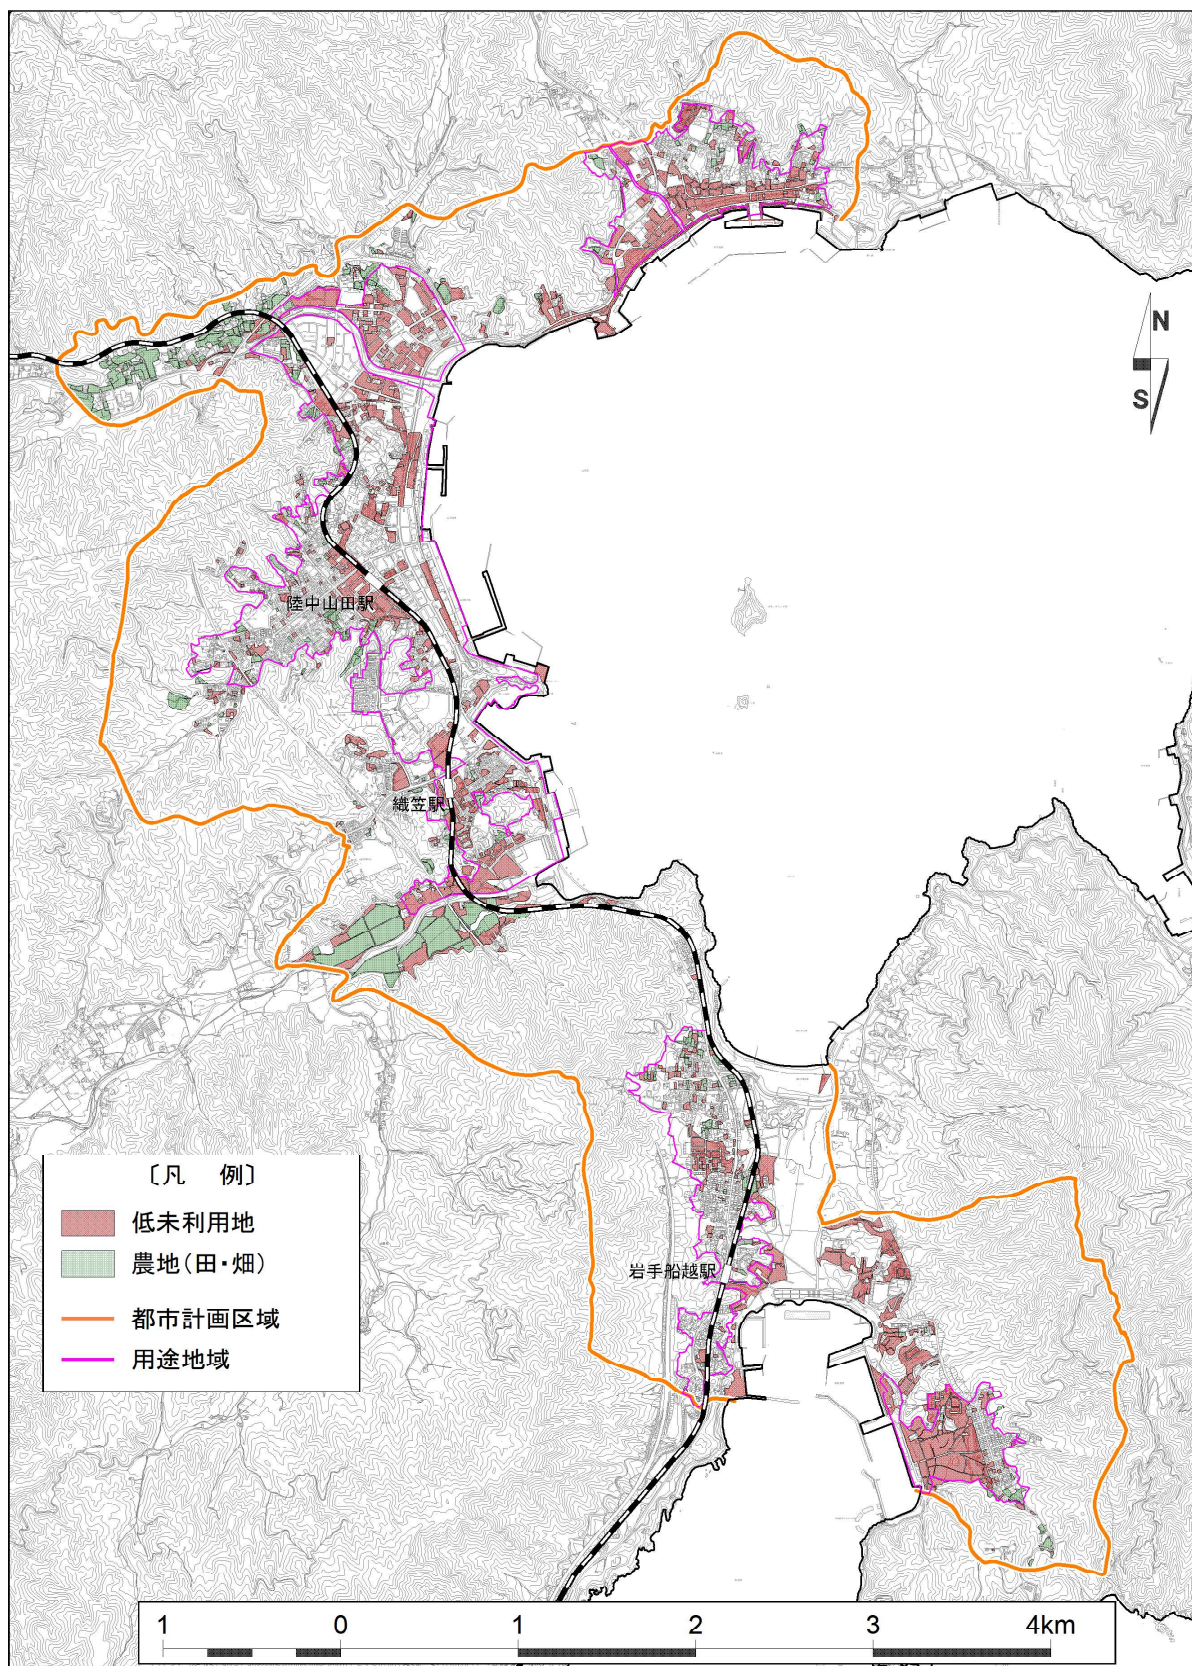 N
S
陸中山田駅
織笠駅
岩手船越駅
〔凡 例〕
低未利用地
農地(田・畑)
都市計画区域
用途地域
1 0 1 2 3 4km